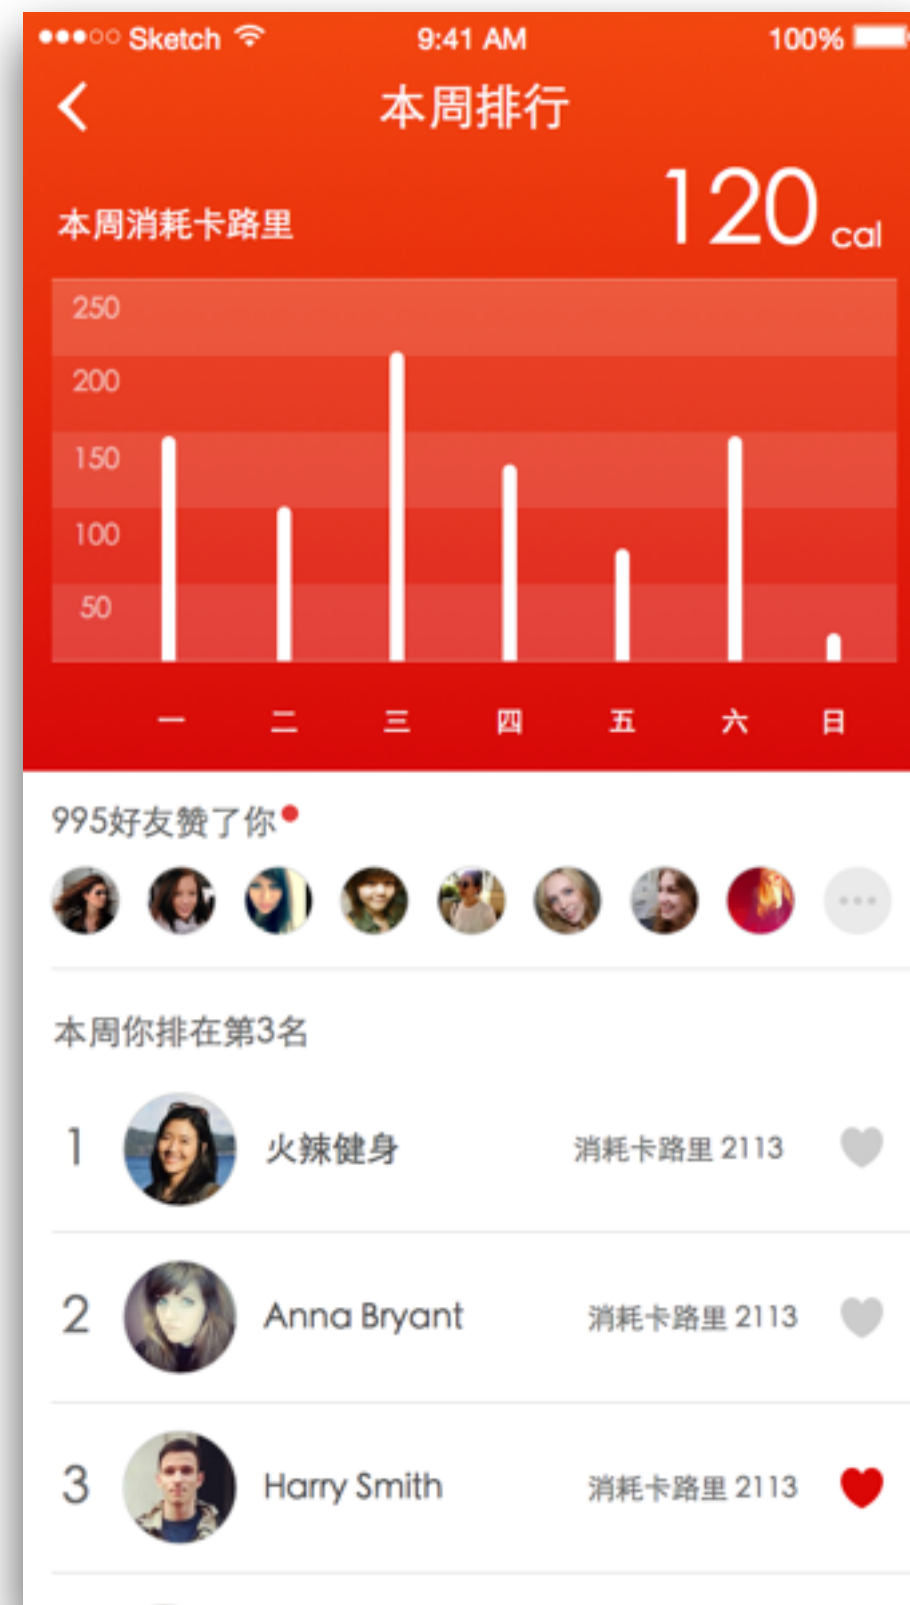 Sketch 9:41 AM 100%
本周排行
本周消耗卡路里 120 cal
250
200
150
100
50
一 二 三 四 五 六 日
995好友赞了你
本周你排在第3名
1 火辣健身 消耗卡路里 2113
2 Anna Bryant 消耗卡路里 2113
3 Harry Smith 消耗卡路里 2113